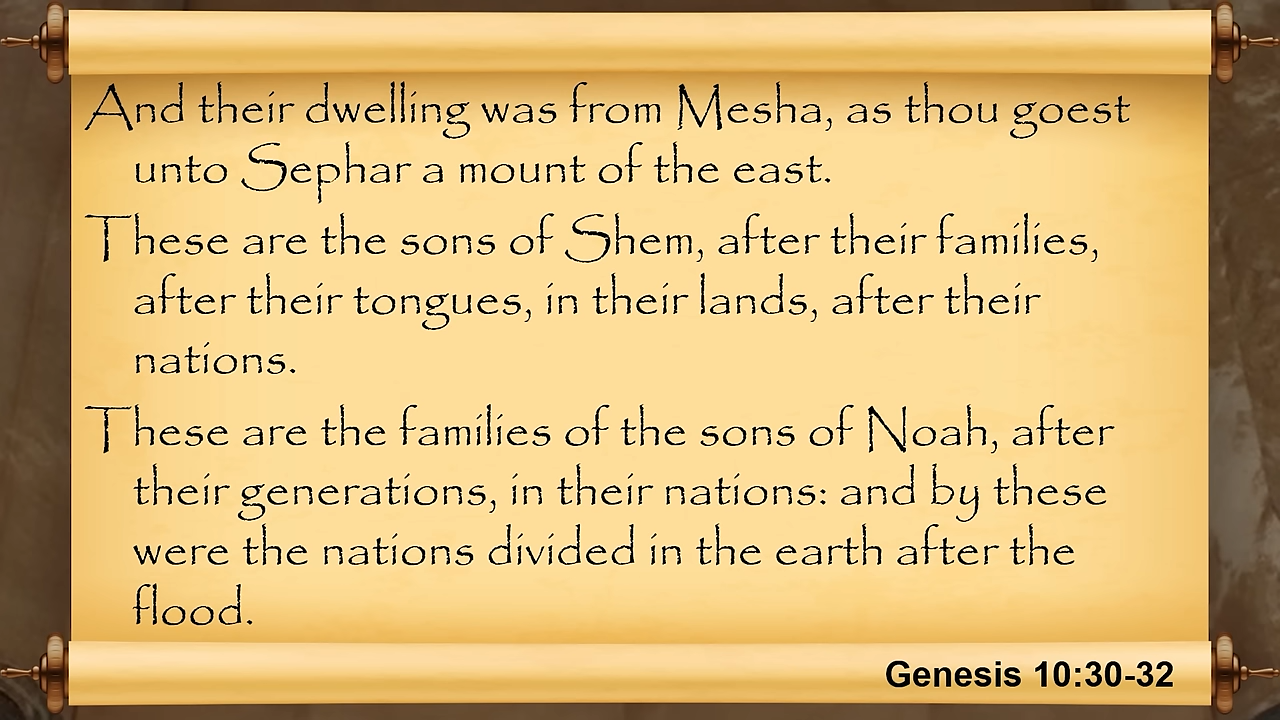 And their dwelling was from Mesha, as thou goest
unto Sephar a mount of the east.
These are the sons of Shem, after their families,
after their tongues, in their lands, after their
nations.
These are the families of the sons of Noah, after
their generations, in their nations: and by these
were the nations divided in the earth after the
flood.
Genesis 10:30-32